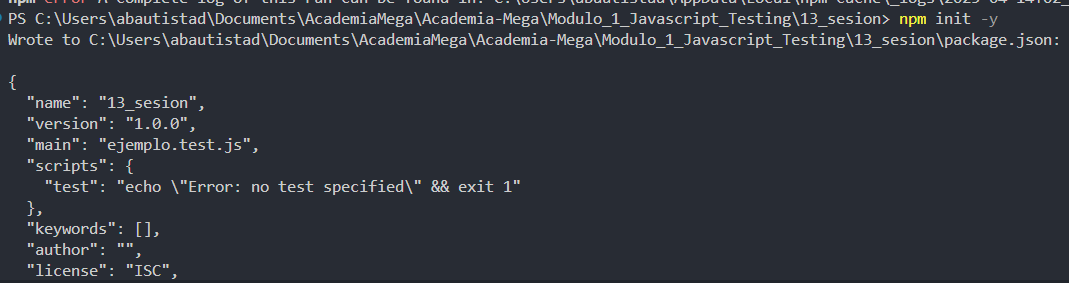 PS C:\Users\abautistad\Documents\AcademiaMega\Academia-Mega\Modulo_1_Javascript_Testing\13_sesion> npm init -y
Wrote to C:\Users\abautistad\Documents\AcademiaMega\Academia-Mega\Modulo_1_Javascript_Testing\13_sesion\package.json:
{
"name": "13_sesion",
"version": "1.0.0",
"main": "ejemplo.test.js",
"scripts": {
"test": "echo \"Error: no test specified\" && exit 1"
},
"keywords": [],
"author": "",
"license": "ISC",